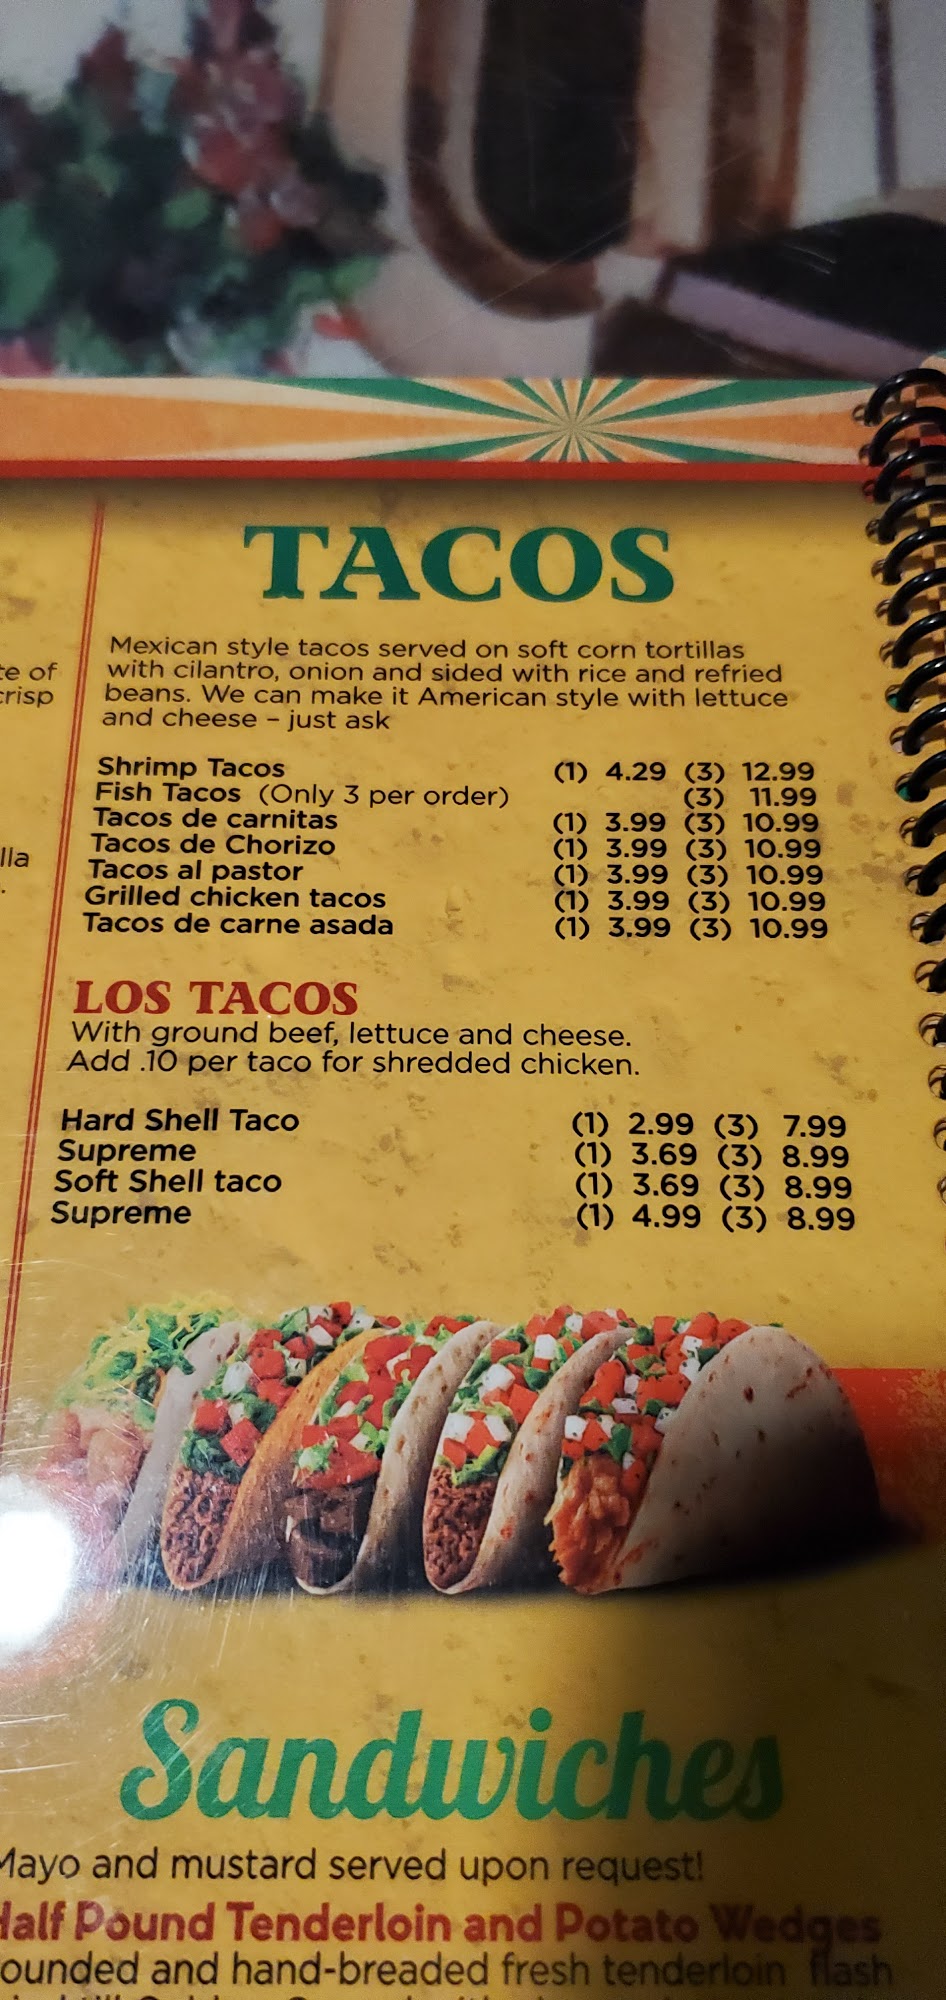 TACOS
Mexican style tacos served on soft corn tortillas
with cilantro, onion and sided with rice and refried
beans. We can make it American style with lettuce
and cheese – just ask
Shrimp Tacos (1) 4.29 (3) 12.99
Fish Tacos (Only 3 per order) (3) 11.99
Tacos de carnitas (1) 3.99 (3) 10.99
Tacos de Chorizo (1) 3.99 (3) 10.99
Tacos al pastor (1) 3.99 (3) 10.99
Grilled chicken tacos (1) 3.99 (3) 10.99
Tacos de carne asada (1) 3.99 (3) 10.99
LOS TACOS
With ground beef, lettuce and cheese.
Add .10 per taco for shredded chicken.
Hard Shell Taco (1) 2.99 (3) 7.99
Supreme (1) 3.69 (3) 8.99
Soft Shell taco (1) 3.69 (3) 8.99
Supreme (1) 4.99 (3) 8.99
Sandwiches
Mayo and mustard served upon request!
Half Pound Tenderloin and Potato Wedges
ounded and hand-breaded fresh tenderloin flash
of
crisp
lla